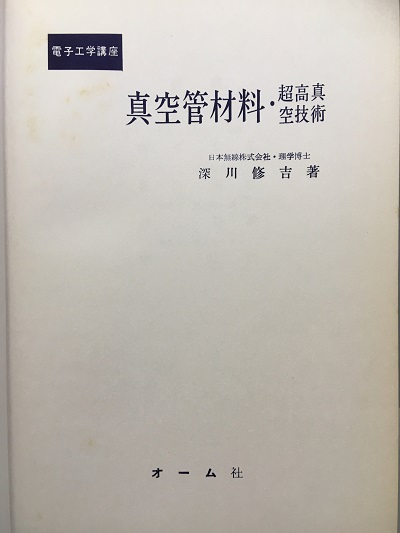 電子工学講座
真空管材料・超高真空技術
日本無線株式会社・理学博士
深川修吉著
オーム社